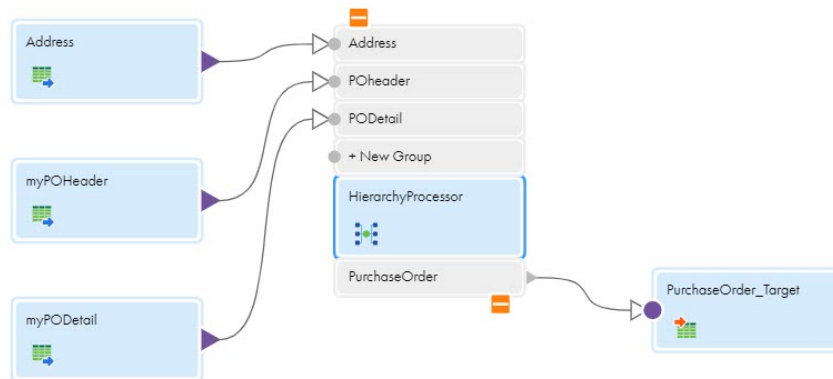 Address
myPOHeader
myPODetail
Address
POheader
PODetail
+ New Group
HierarchyProcessor
PurchaseOrder
PurchaseOrder_Target